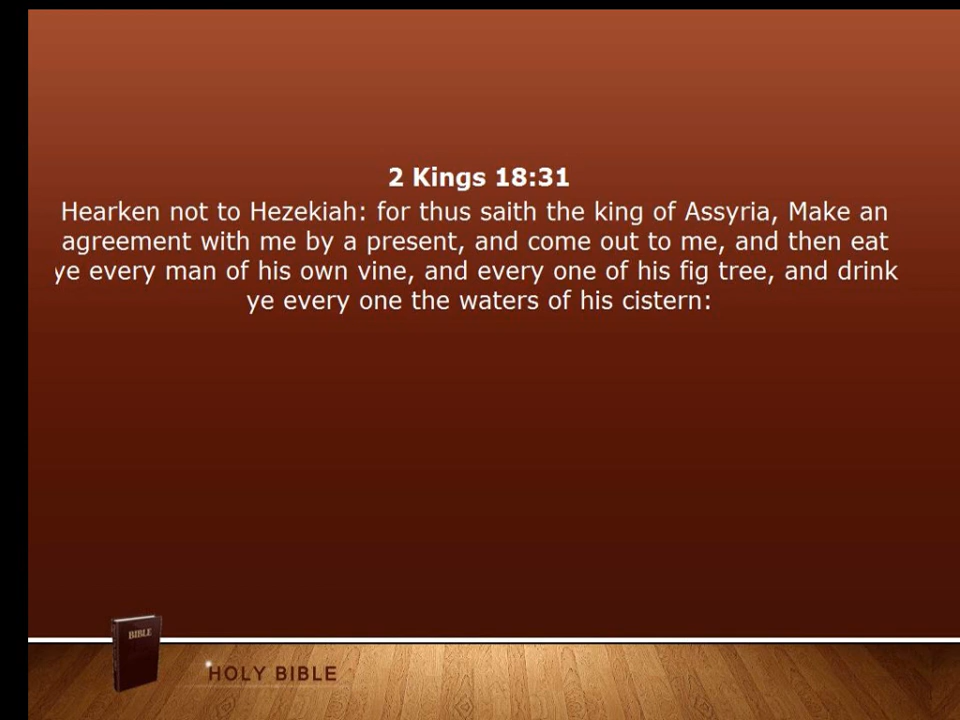 2 Kings 18:31
Hearken not to Hezekiah: for thus saith the king of Assyria, Make an
agreement with me by a present, and come out to me, and then eat
ye every man of his own vine, and every one of his fig tree, and drink
ye every one the waters of his cistern:
BIBLE
HOLY BIBLE